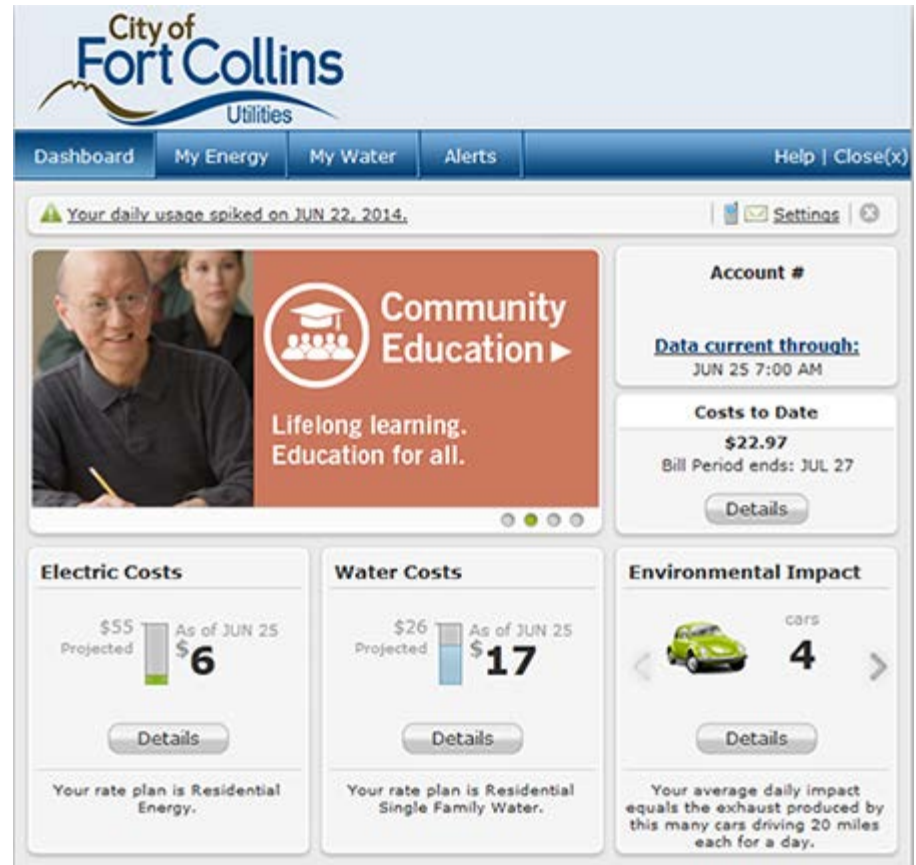 City of
Fort Collins
Utilities
Dashboard My Energy My Water Alerts Help | Close(x)
Your daily usage spiked on JUN 22, 2014. | Settings |
Community
Education
Lifelong learning.
Education for all.
Account #
Data current through:
JUN 25 7:00 AM
Costs to Date
$22.97
Bill Period ends: JUL 27
Details
Electric Costs
$55
Projected
As of JUN 25
$6
Details
Your rate plan is Residential
Energy.
Water Costs
$26
Projected
As of JUN 25
$17
Details
Your rate plan is Residential
Single Family Water.
Environmental Impact
cars
4
Details
Your average daily impact
equals the exhaust produced by
this many cars driving 20 miles
each for a day.